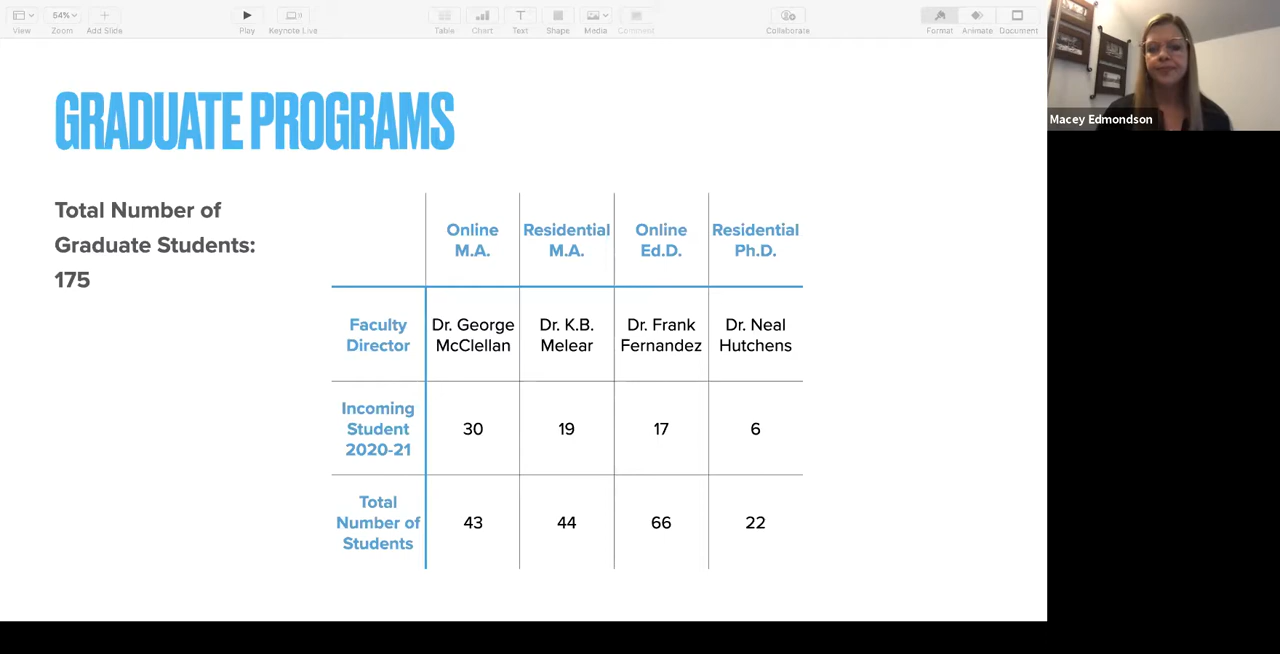 View
54%
Zoom
Add Slide
Play
Keynote Live
Table
Chart
Text
Shape
Media
Comment
Collaborate
Format
Animate
Document
Macey Edmondson
GRADUATE PROGRAMS
Total Number of
Graduate Students:
175
Online
M.A.
Residential
M.A.
Online
Ed.D.
Residential
Ph.D.
Faculty
Director
Dr. George
McClellan
Dr. K.B.
Melear
Dr. Frank
Fernandez
Dr. Neal
Hutchens
Incoming
Student
2020-21
30
19
17
6
Total
Number of
Students
43
44
66
22